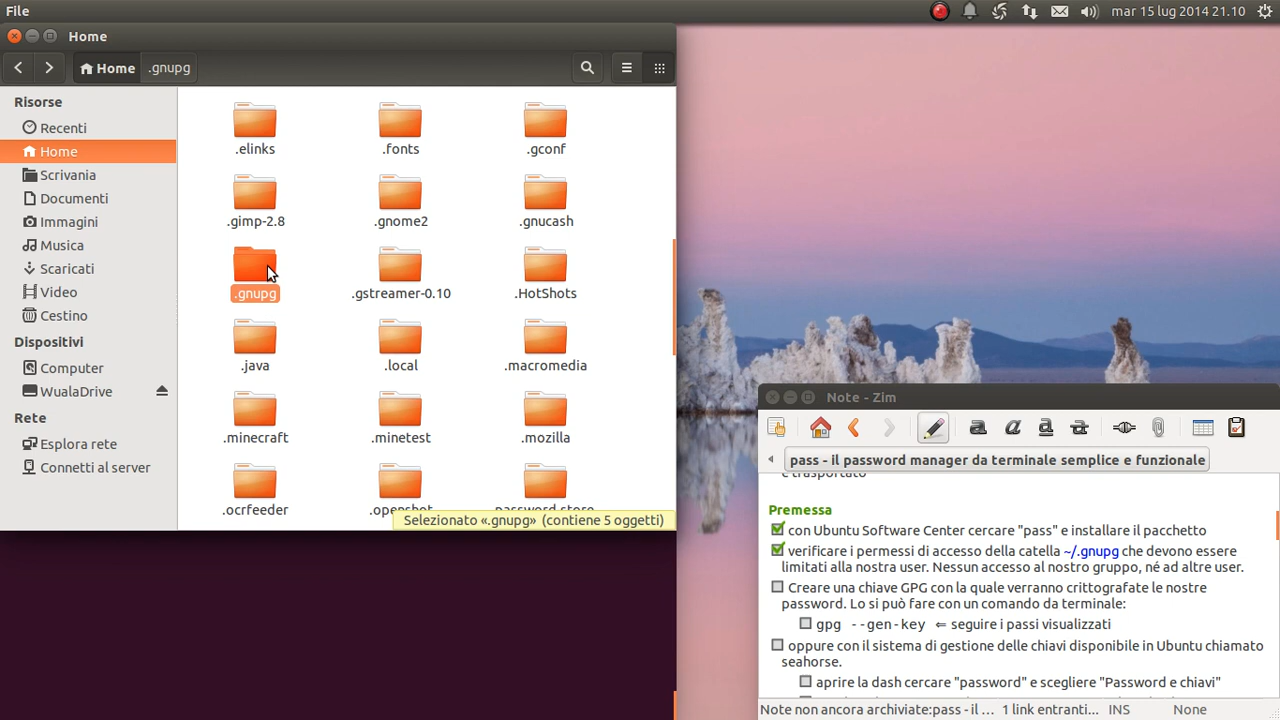 File
mar 15 lug 2014 21.10
Home
Home
.gnupg
Risorse
Recenti
Home
Scrivania
Documenti
Immagini
Musica
Scaricati
Video
Cestino
Dispositivi
Computer
WualaDrive
Rete
Esplora rete
Connetti al server
.elinks
.fonts
.gconf
.gimp-2.8
.gnome2
.gnucash
.gnupg
.gstreamer-0.10
.HotShots
.java
.local
.macromedia
.minecraft
.minetest
.mozilla
.ocrfeeder
.openshot
.password-store
Selezionato «.gnupg» (contiene 5 oggetti)
Note - Zim
a a a a
pass - il password manager da terminale semplice e funzionale
e trasportato
Premessa
con Ubuntu Software Center cercare "pass" e installare il pacchetto
verificare i permessi di accesso della catella ~/.gnupg che devono essere
limitati alla nostra user. Nessun accesso al nostro gruppo, né ad altre user.
Creare una chiave GPG con la quale verranno crittografate le nostre
password. Lo si può fare con un comando da terminale:
gpg --gen-key ⇐ seguire i passi visualizzati
oppure con il sistema di gestione delle chiavi disponibile in Ubuntu chiamato
seahorse.
aprire la dash cercare "password" e scegliere "Password e chiavi"
Note non ancora archiviate:pass - il ...
1 link entranti...
INS
None